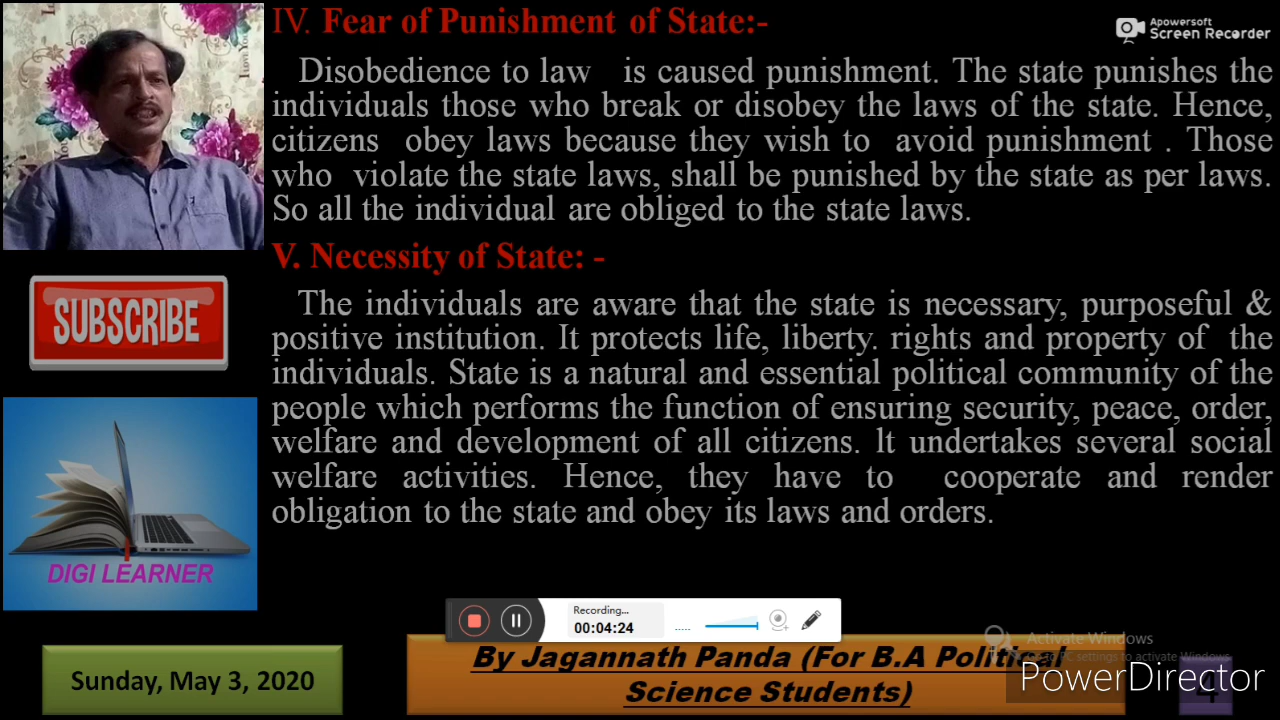 IV. Fear of Punishment of State:-
Apowersoft
Screen Recorder
Disobedience to law is caused punishment. The state punishes the
individuals those who break or disobey the laws of the state. Hence,
citizens obey laws because they wish to avoid punishment . Those
who violate the state laws, shall be punished by the state as per laws.
So all the individual are obliged to the state laws.
V. Necessity of State: -
The individuals are aware that the state is necessary, purposeful &
positive institution. It protects life, liberty. rights and property of the
individuals. State is a natural and essential political community of the
people which performs the function of ensuring security, peace, order,
welfare and development of all citizens. It undertakes several social
welfare activities. Hence, they have to cooperate and render
obligation to the state and obey its laws and orders.
SUBSCRIBE
DIGI LEARNER
Recording...
00:04:24
Activate Windows
to PC settings to activate Windows.
Sunday, May 3, 2020
By Jagannath Panda (For B.A Political
Science Students)
PowerDirector
4